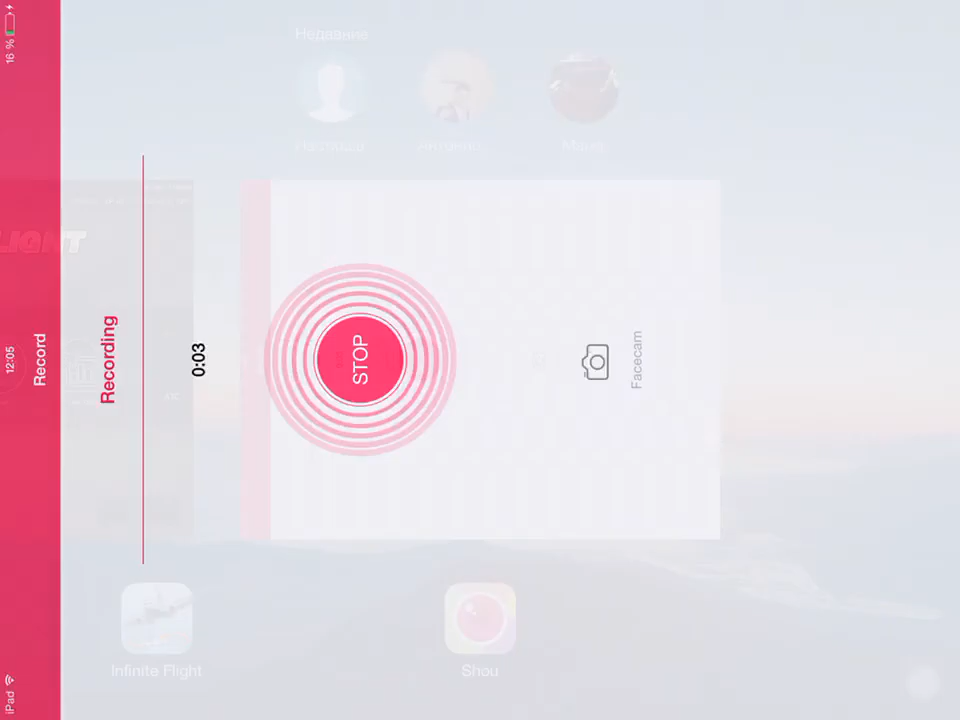 16 %
12:05
iPad
Record
Recording
0:03
STOP
Facecam
Недавние
LIGHT
Infinite Flight
Shou